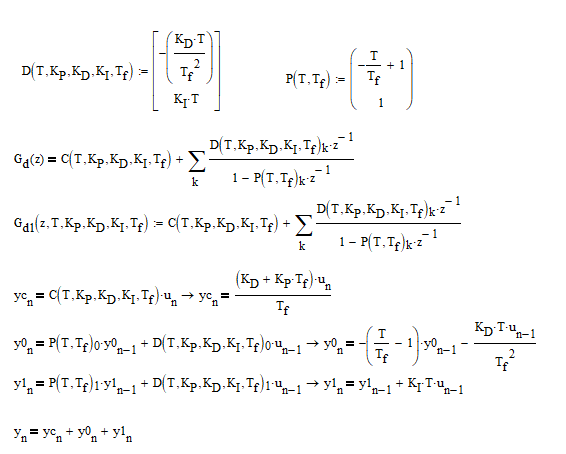 D(T,K_P,K_D,K_I,T_f) := [ -(K_D·T / T_f^2) ; K_I·T ]    P(T,T_f) := ( -T/T_f + 1 ; 1 )
G_d(z) = C(T,K_P,K_D,K_I,T_f) + ∑_k D(T,K_P,K_D,K_I,T_f)_k·z^-1 / (1 - P(T,T_f)_k·z^-1)
G_d1(z,T,K_P,K_D,K_I,T_f) := C(T,K_P,K_D,K_I,T_f) + ∑_k D(T,K_P,K_D,K_I,T_f)_k·z^-1 / (1 - P(T,T_f)_k·z^-1)
yc_n = C(T,K_P,K_D,K_I,T_f)·u_n → yc_n = (K_D + K_P·T_f)·u_n / T_f
y0_n = P(T,T_f)_0·y0_n-1 + D(T,K_P,K_D,K_I,T_f)_0·u_n-1 → y0_n = -(T/T_f - 1)·y0_n-1 - K_D·T·u_n-1 / T_f^2
y1_n = P(T,T_f)_1·y1_n-1 + D(T,K_P,K_D,K_I,T_f)_1·u_n-1 → y1_n = y1_n-1 + K_I·T·u_n-1
y_n = yc_n + y0_n + y1_n